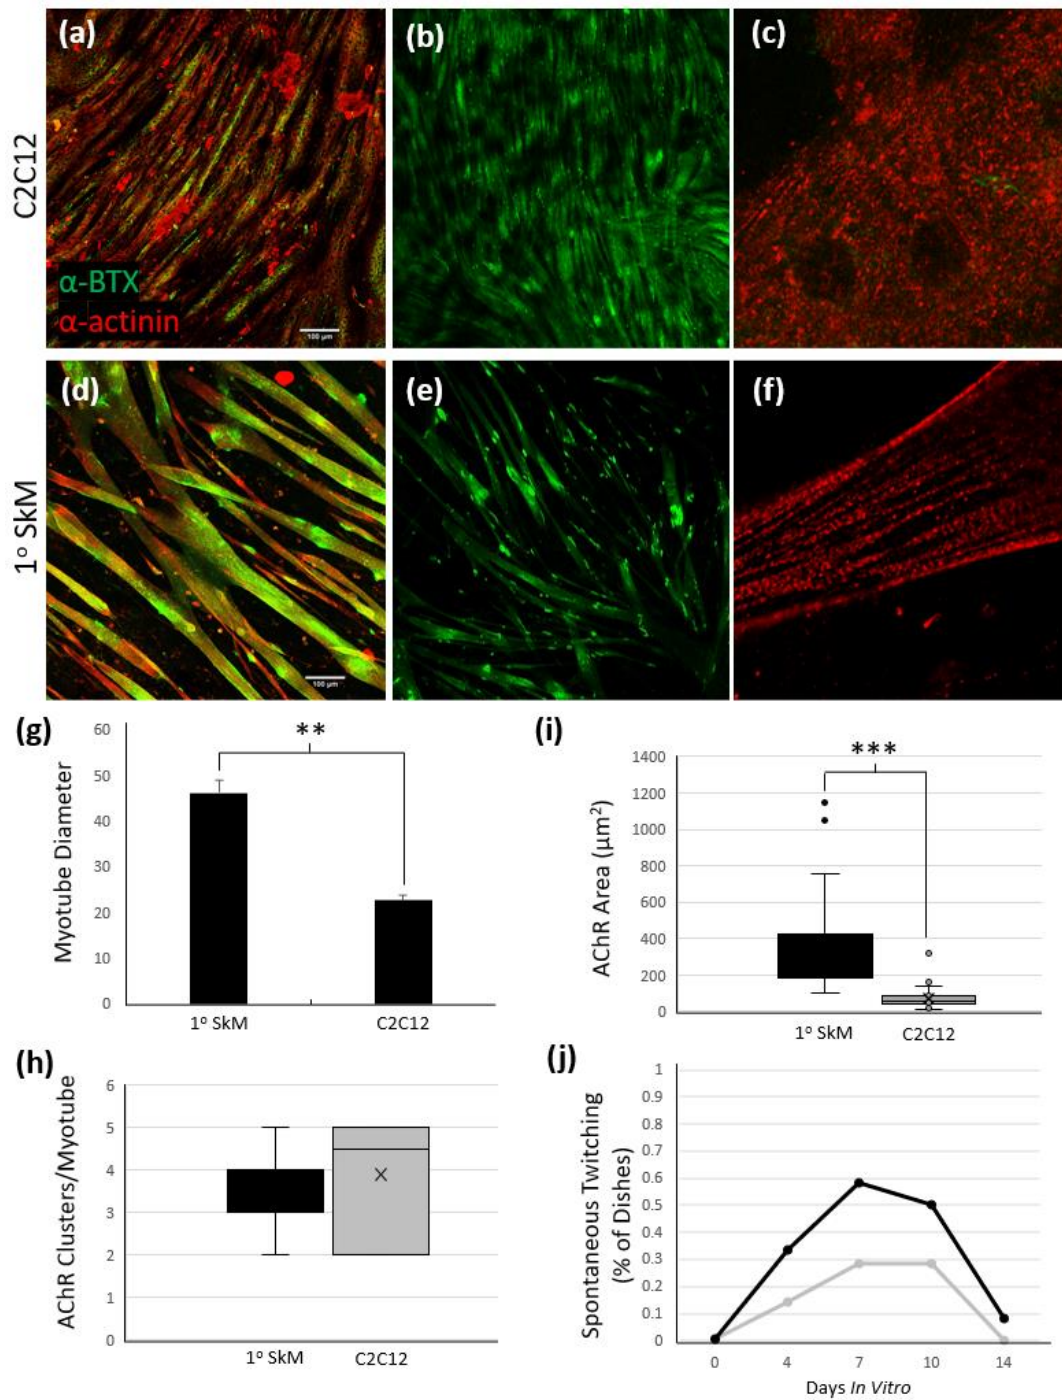 (a)
(b)
(c)
C2C12
α-BTX
α-actinin
100 µm
(d)
(e)
(f)
1º SkM
100 µm
(g)
Myotube Diameter
60
50
40
30
20
10
0
**
1º SkM
C2C12
(i)
AChR Area (µm²)
1400
1200
1000
800
600
400
200
0
***
1º SkM
C2C12
(h)
AChR Clusters/Myotube
6
5
4
3
2
1
0
1º SkM
C2C12
(j)
Spontaneous Twitching
(% of Dishes)
1
0.9
0.8
0.7
0.6
0.5
0.4
0.3
0.2
0.1
0
0 4 7 10 14
Days In Vitro